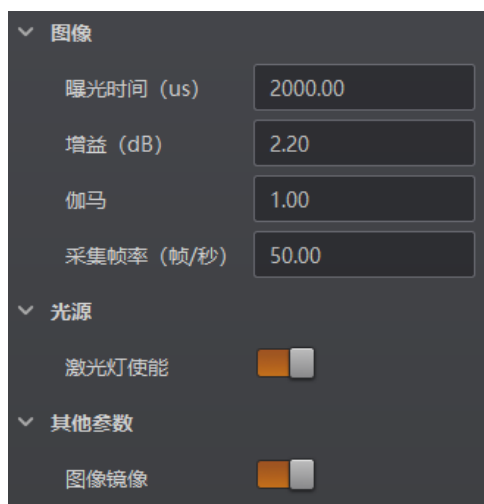 图像
曝光时间（us） 2000.00
增益（dB） 2.20
伽马 1.00
采集帧率（帧/秒） 50.00
光源
激光灯使能
其他参数
图像镜像